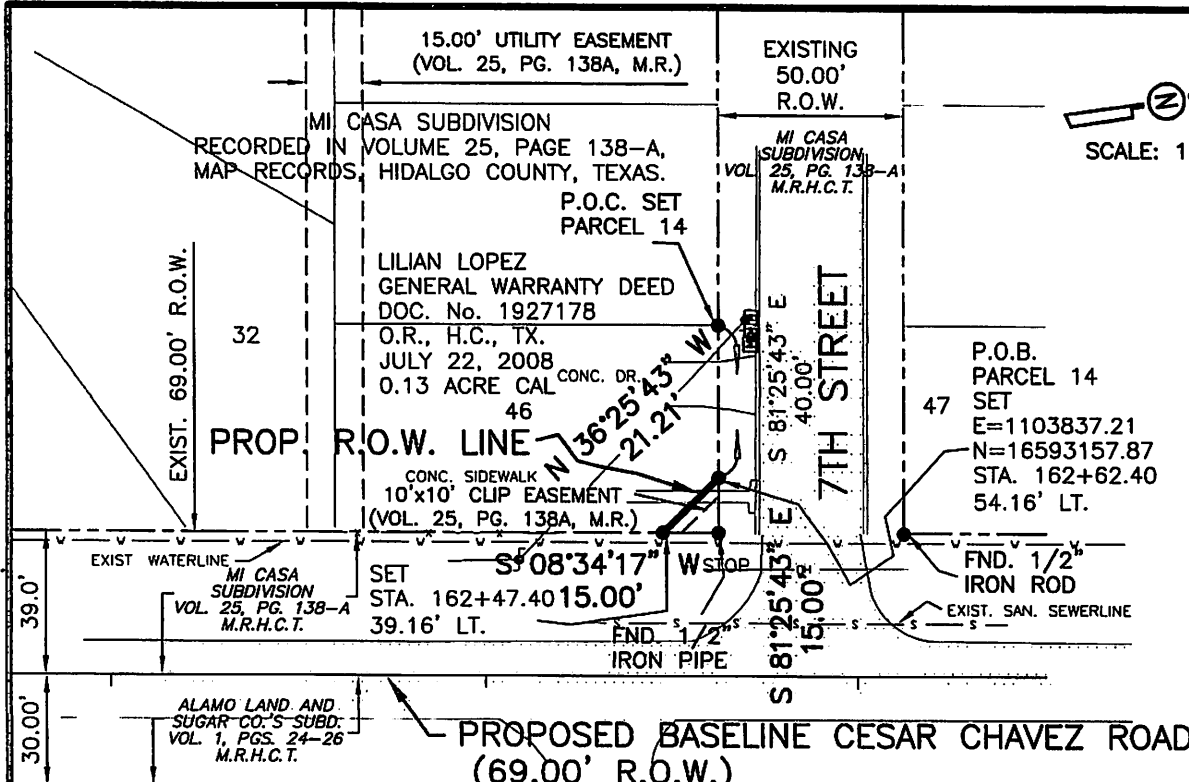 15.00' UTILITY EASEMENT
(VOL. 25, PG. 138A, M.R.)
EXISTING
50.00'
R.O.W.
N
SCALE: 1
MI CASA SUBDIVISION
RECORDED IN VOLUME 25, PAGE 138-A,
MAP RECORDS, HIDALGO COUNTY, TEXAS.
MI CASA
SUBDIVISION
VOL. 25, PG. 138-A
M.R.H.C.T.
P.O.C. SET
PARCEL 14
EXIST. 69.00' R.O.W.
32
LILIAN LOPEZ
GENERAL WARRANTY DEED
DOC. No. 1927178
O.R., H.C., TX.
JULY 22, 2008
0.13 ACRE CAL
46
CONC. DR.
N 36°25'43" W
21.21'
S 81°25'43" E
40.00'
7TH STREET
47
P.O.B.
PARCEL 14
SET
E=1103837.21
N=16593157.87
STA. 162+62.40
54.16' LT.
PROP. R.O.W. LINE
CONC. SIDEWALK
10'x10' CLIP EASEMENT
(VOL. 25, PG. 138A, M.R.)
EXIST WATERLINE
MI CASA
SUBDIVISION
VOL. 25, PG. 138-A
M.R.H.C.T.
S 08°34'17" W
15.00'
STOP
SET
STA. 162+47.40
39.16' LT.
FND. 1/2"
IRON PIPE
S 81°25'43" E
15.00'
FND. 1/2"
IRON ROD
EXIST. SAN. SEWERLINE
39.0'
30.00'
ALAMO LAND AND
SUGAR CO.'S SUBD.
VOL. 1, PGS. 24-26
M.R.H.C.T.
PROPOSED BASELINE CESAR CHAVEZ ROAD
(69.00' R.O.W.)